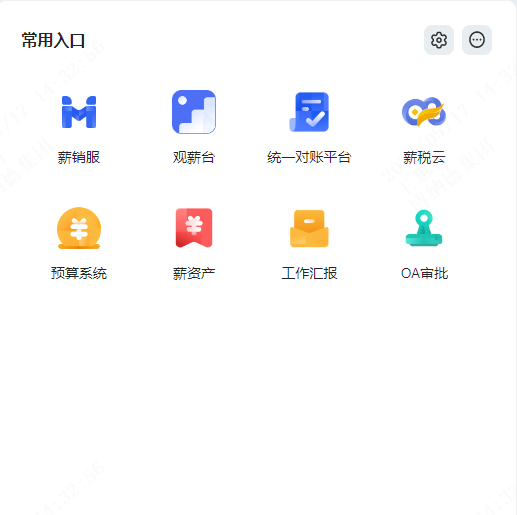 常用入口
薪销服
观薪台
统一对账平台
薪税云
预算系统
薪资产
工作汇报
OA审批